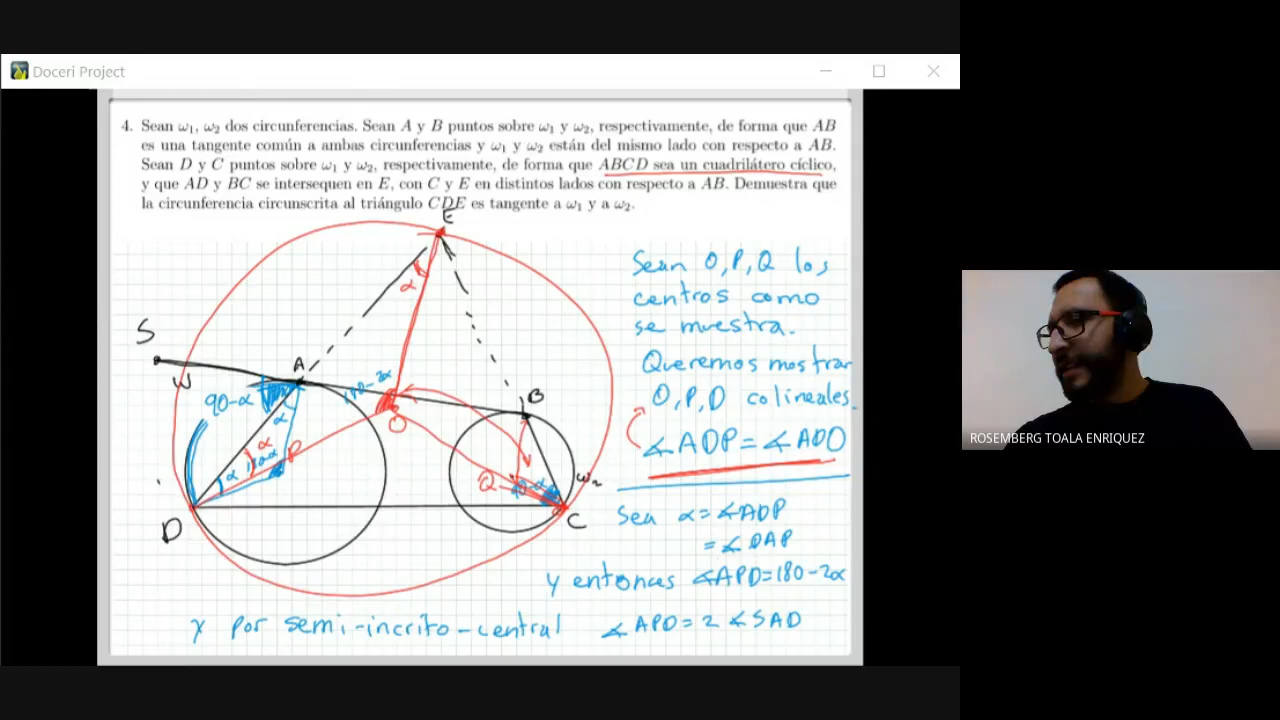 Doceri Project
4. Sean ω₁, ω₂ dos circunferencias. Sean A y B puntos sobre ω₁ y ω₂, respectivamente, de forma que AB
es una tangente común a ambas circunferencias y ω₁ y ω₂ están del mismo lado con respecto a AB.
Sean D y C puntos sobre ω₁ y ω₂, respectivamente, de forma que ABCD sea un cuadrilátero cíclico,
y que AD y BC se intersequen en E, con C y E en distintos lados con respecto a AB. Demuestra que
la circunferencia circunscrita al triángulo CDE es tangente a ω₁ y a ω₂.
E
α
Sean O, P, Q los
centros como
se muestra.
Queremos mostrar
O, P, D colineales.
∡ADP = ∡ADO
S
ω
A
B
90-α
180-2α
α
O
α
P
α
Q
ω₂
D
C
Sea α = ∡ADP
= ∡DAP
y entonces ∡APD = 180-2α
y por semi-incrito-central ∡APD = 2 ∡SAD
ROSEMBERG TOALA ENRIQUEZ